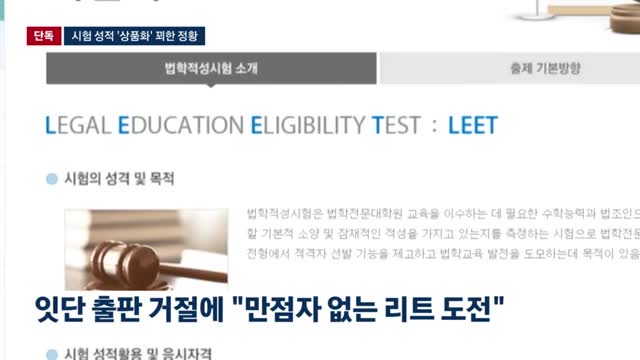 단독 시험 성적 '상품화' 꾀한 정황
법학적성시험 소개 출제 기본방향
LEGAL EDUCATION ELIGIBILITY TEST : LEET
시험의 성격 및 목적
법학적성시험은 법학전문대학원 교육을 이수하는 데 필요한 수학능력과 법조인으
할 기본적 소양 및 잠재적인 적성을 가지고 있는지를 측정하는 시험으로 법학전문
전형에서 적격자 선발 기능을 제고하고 법학교육 발전을 도모하는데 목적이 있음
잇단 출판 거절에 "만점자 없는 리트 도전"
시험 성적활용 및 응시자격